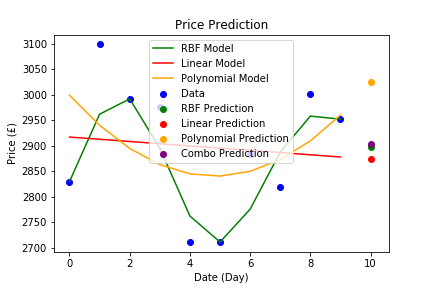 Price Prediction
RBF Model
Linear Model
Polynomial Model
Data
RBF Prediction
Linear Prediction
Polynomial Prediction
Combo Prediction
3100
3050
3000
2950
2900
2850
2800
2750
2700
Price (£)
0 2 4 6 8 10
Date (Day)